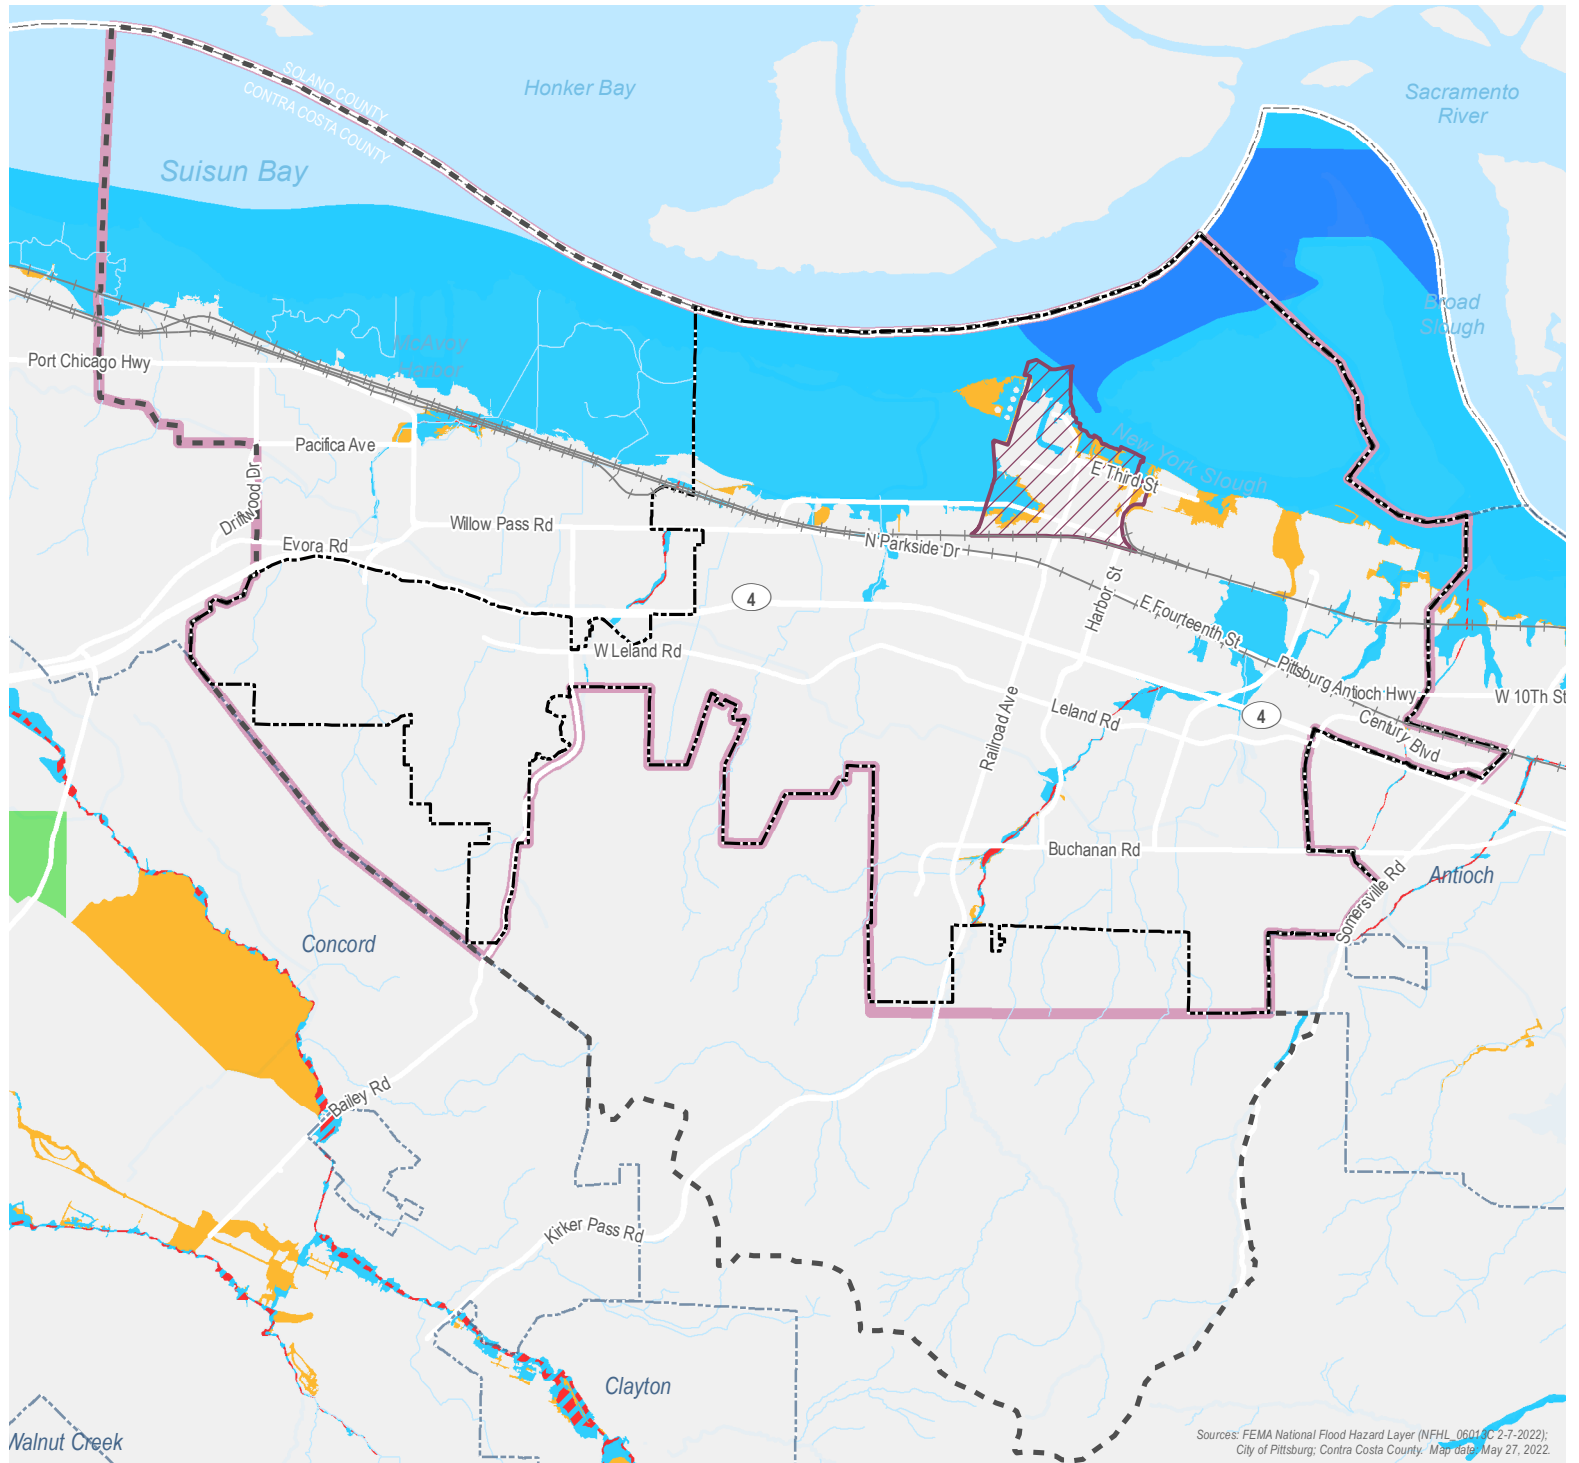 SOLANO COUNTY
CONTRA COSTA COUNTY
Honker Bay
Sacramento
River
Suisun Bay
Broad
Slough
McAvoy
Harbor
Port Chicago Hwy
Pacifica Ave
New York Slough
E Third St
Driftwood Dr
Willow Pass Rd
Evora Rd
N Parkside Dr
4
Harbor St
E Fourteenth St
W Leland Rd
Pittsburg Antioch Hwy
W 10Th St
Railroad Ave
Leland Rd
4
Century Blvd
Buchanan Rd
Antioch
Somersville Rd
Concord
Bailey Rd
Kirker Pass Rd
Clayton
Walnut Creek
Sources: FEMA National Flood Hazard Layer (NFHL_06013C 2-7-2022);
City of Pittsburg; Contra Costa County. Map date: May 27, 2022.